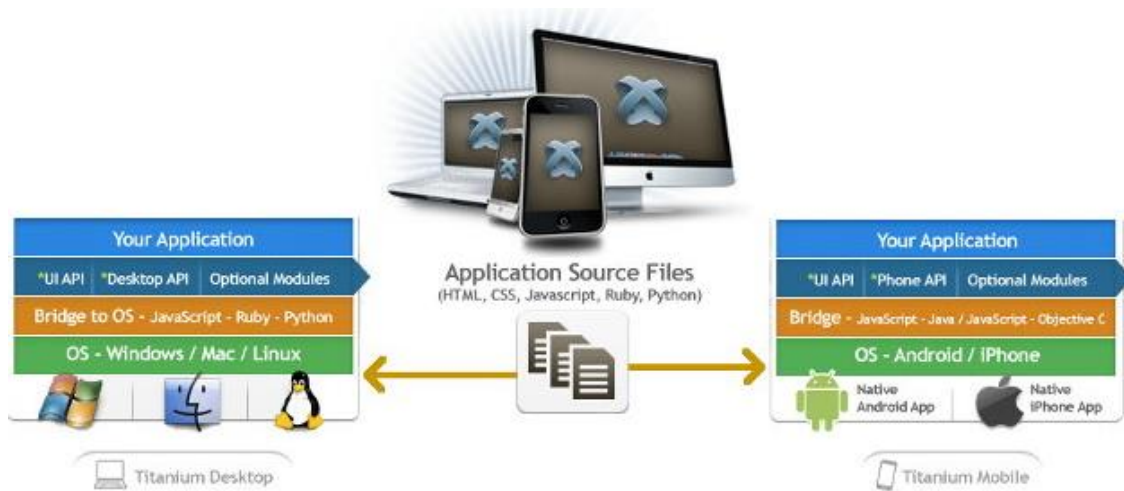 Application Source Files
(HTML, CSS, Javascript, Ruby, Python)
Your Application
*UI API *Desktop API Optional Modules
Bridge to OS - JavaScript - Ruby - Python
OS - Windows / Mac / Linux
Titanium Desktop
Your Application
*UI API *Phone API Optional Modules
Bridge - JavaScript - Java / JavaScript - Objective C
OS - Android / iPhone
Native
Android App
Native
iPhone App
Titanium Mobile